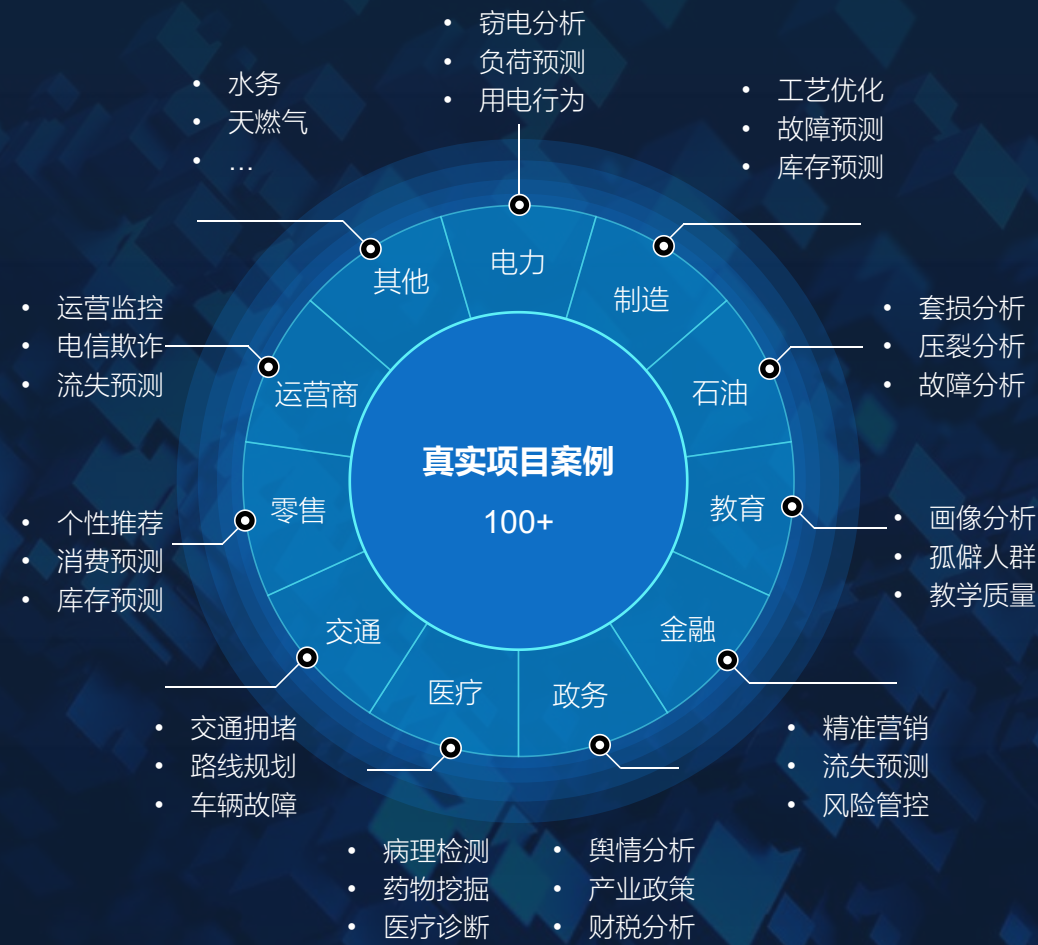 窃电分析
负荷预测
用电行为
水务
天燃气
...
工艺优化
故障预测
库存预测
其他
电力
制造
运营监控
电信欺诈
流失预测
套损分析
压裂分析
故障分析
运营商
石油
真实项目案例
100+
零售
教育
个性推荐
消费预测
库存预测
画像分析
孤僻人群
教学质量
交通
金融
医疗
政务
交通拥堵
路线规划
车辆故障
精准营销
流失预测
风险管控
病理检测
药物挖掘
医疗诊断
舆情分析
产业政策
财税分析